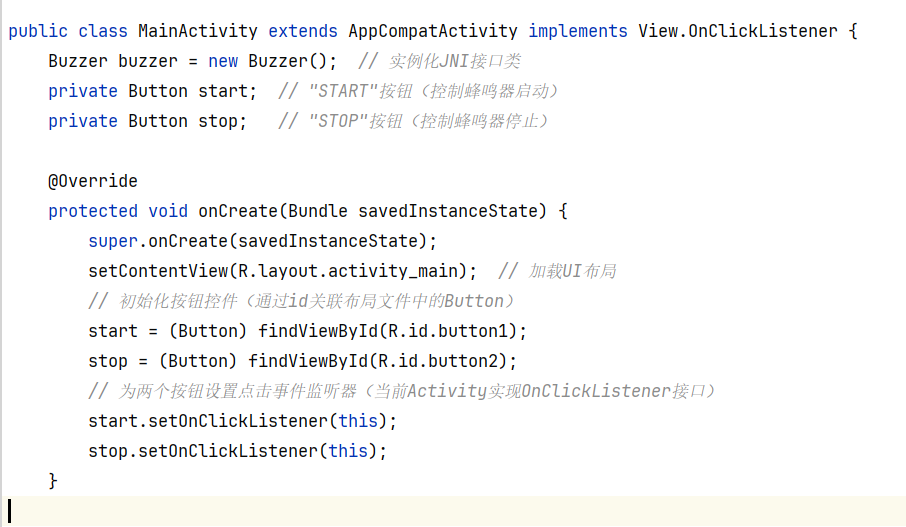 public class MainActivity extends AppCompatActivity implements View.OnClickListener {
    Buzzer buzzer = new Buzzer();  // 实例化JNI接口类
    private Button start;  // "START"按钮（控制蜂鸣器启动）
    private Button stop;   // "STOP"按钮（控制蜂鸣器停止）

    @Override
    protected void onCreate(Bundle savedInstanceState) {
        super.onCreate(savedInstanceState);
        setContentView(R.layout.activity_main);  // 加载UI布局
        // 初始化按钮控件（通过id关联布局文件中的Button）
        start = (Button) findViewById(R.id.button1);
        stop = (Button) findViewById(R.id.button2);
        // 为两个按钮设置点击事件监听器（当前Activity实现OnClickListener接口）
        start.setOnClickListener(this);
        stop.setOnClickListener(this);
    }